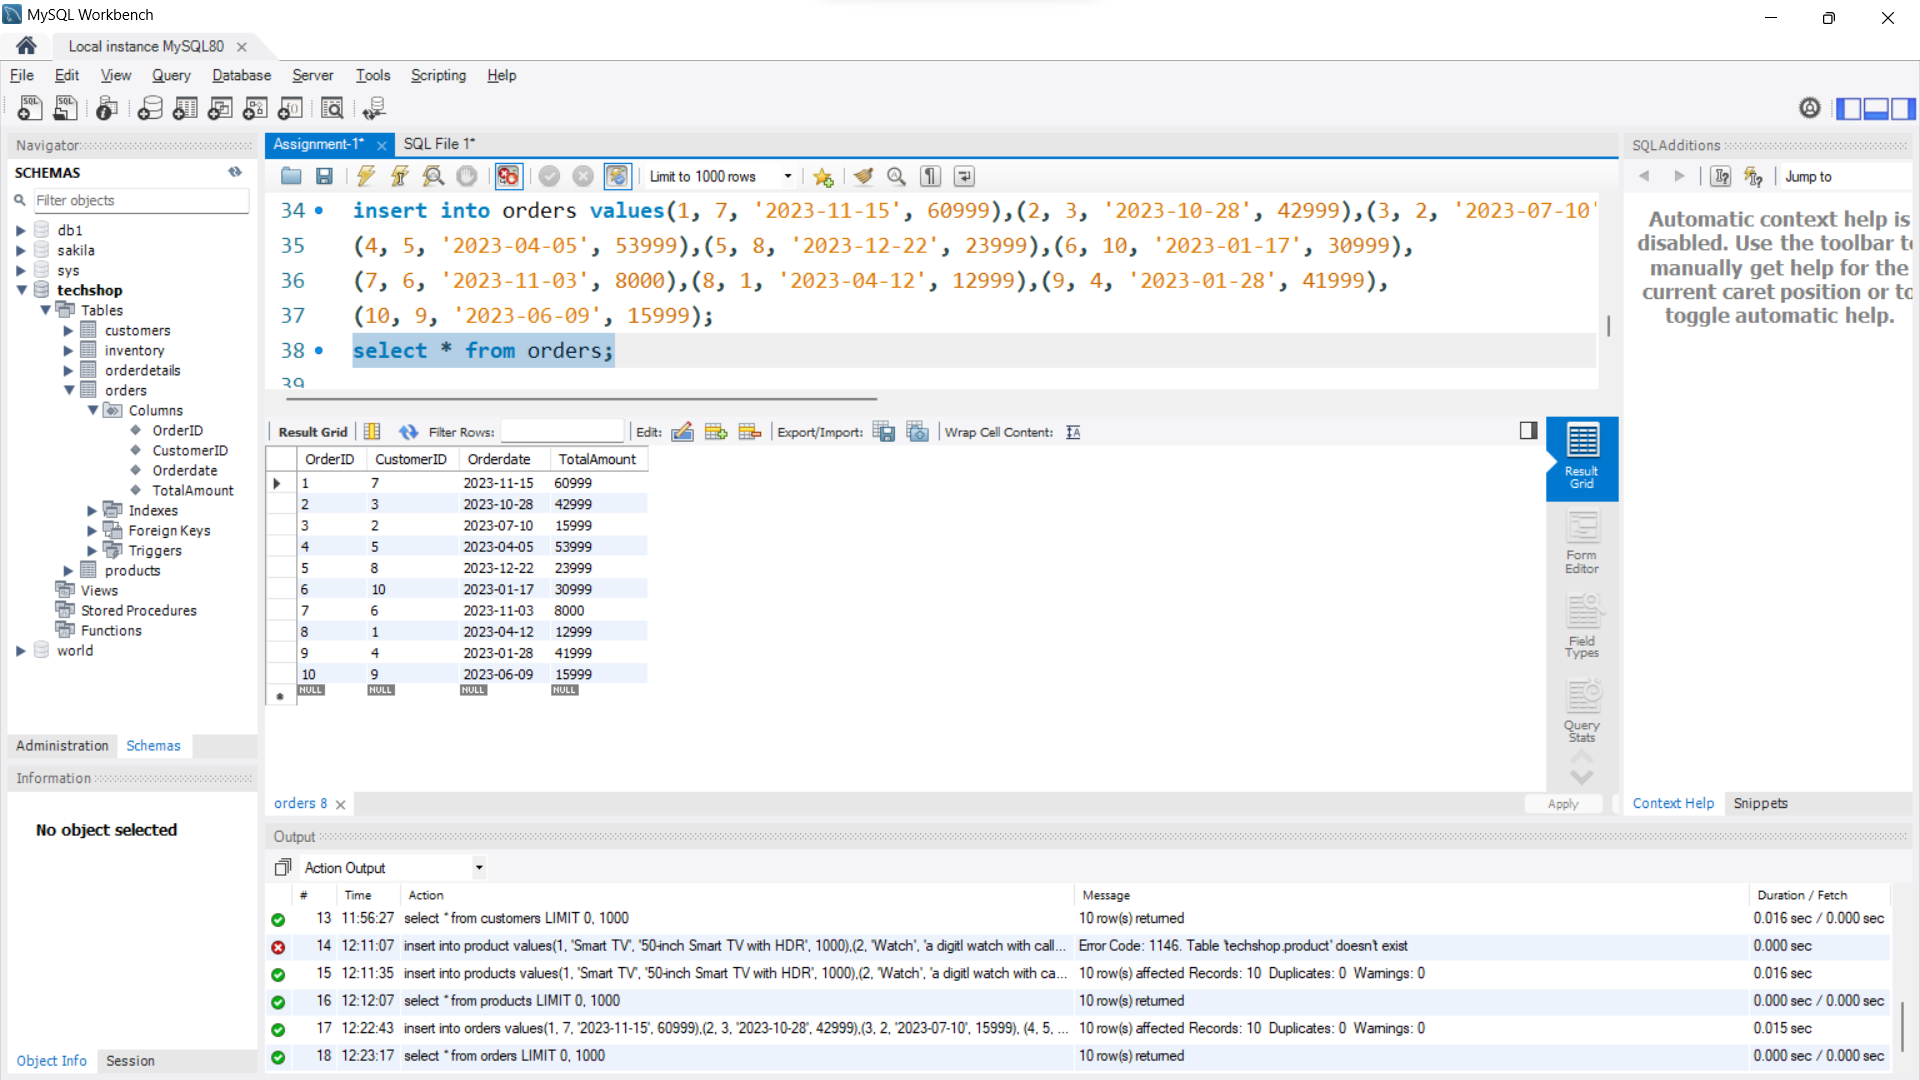 MySQL Workbench
Local instance MySQL80
File Edit View Query Database Server Tools Scripting Help
Navigator
SCHEMAS
Filter objects
db1
sakila
sys
techshop
Tables
customers
inventory
orderdetails
orders
Columns
OrderID
CustomerID
Orderdate
TotalAmount
Indexes
Foreign Keys
Triggers
products
Views
Stored Procedures
Functions
world
Administration Schemas
Information
No object selected
Object Info Session
Assignment-1* SQL File 1*
Limit to 1000 rows
34 insert into orders values(1, 7, '2023-11-15', 60999),(2, 3, '2023-10-28', 42999),(3, 2, '2023-07-10'
35 (4, 5, '2023-04-05', 53999),(5, 8, '2023-12-22', 23999),(6, 10, '2023-01-17', 30999),
36 (7, 6, '2023-11-03', 8000),(8, 1, '2023-04-12', 12999),(9, 4, '2023-01-28', 41999),
37 (10, 9, '2023-06-09', 15999);
38 select * from orders;
39
Result Grid Filter Rows: Edit: Export/Import: Wrap Cell Content:
OrderID CustomerID Orderdate TotalAmount
1 7 2023-11-15 60999
2 3 2023-10-28 42999
3 2 2023-07-10 15999
4 5 2023-04-05 53999
5 8 2023-12-22 23999
6 10 2023-01-17 30999
7 6 2023-11-03 8000
8 1 2023-04-12 12999
9 4 2023-01-28 41999
10 9 2023-06-09 15999
NULL NULL NULL NULL
Result Grid
Form Editor
Field Types
Query Stats
orders 8
Apply
SQLAdditions
Jump to
Automatic context help is
disabled. Use the toolbar to
manually get help for the
current caret position or to
toggle automatic help.
Context Help Snippets
Output
Action Output
# Time Action Message Duration / Fetch
13 11:56:27 select * from customers LIMIT 0, 1000 10 row(s) returned 0.016 sec / 0.000 sec
14 12:11:07 insert into product values(1, 'Smart TV', '50-inch Smart TV with HDR', 1000),(2, 'Watch', 'a digitl watch with call... Error Code: 1146. Table 'techshop.product' doesn't exist 0.000 sec
15 12:11:35 insert into products values(1, 'Smart TV', '50-inch Smart TV with HDR', 1000),(2, 'Watch', 'a digitl watch with ca... 10 row(s) affected Records: 10 Duplicates: 0 Warnings: 0 0.016 sec
16 12:12:07 select * from products LIMIT 0, 1000 10 row(s) returned 0.000 sec / 0.000 sec
17 12:22:43 insert into orders values(1, 7, '2023-11-15', 60999),(2, 3, '2023-10-28', 42999),(3, 2, '2023-07-10', 15999), (4, 5, ... 10 row(s) affected Records: 10 Duplicates: 0 Warnings: 0 0.015 sec
18 12:23:17 select * from orders LIMIT 0, 1000 10 row(s) returned 0.000 sec / 0.000 sec